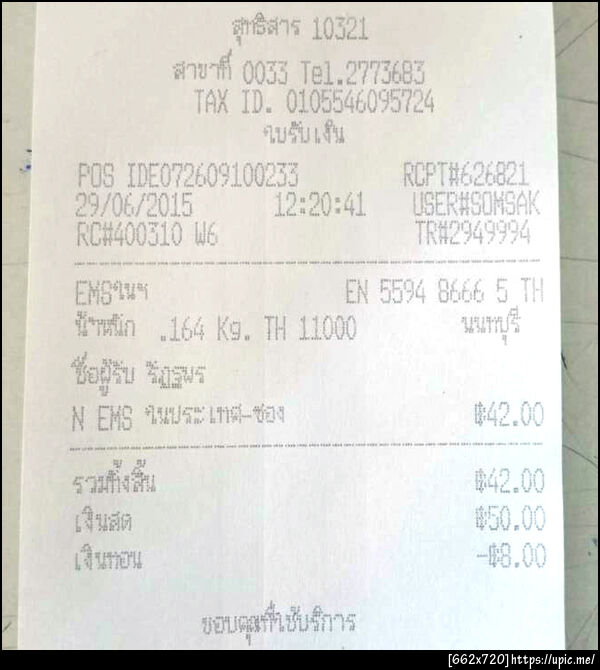 สุทธิสาร 10321
สาขาที่ 0033 Tel.2773683
TAX ID. 0105546095724
ใบรับเงิน
POS IDE072609100233 RCPT#626821
29/06/2015 12:20:41 USER#SOMSAK
RC#400310 W6 TR#2949994
EMSในฯ EN 5594 8666 5 TH
น้ำหนัก .164 Kg. TH 11000 นนทบุรี
ชื่อผู้รับ รัฏฐพร
N EMS ในประเทศ-ซอง ฿42.00
รวมทั้งสิ้น ฿42.00
เงินสด ฿50.00
เงินทอน -฿8.00
ขอบคุณที่ใช้บริการ
[662x720]https://upic.me/